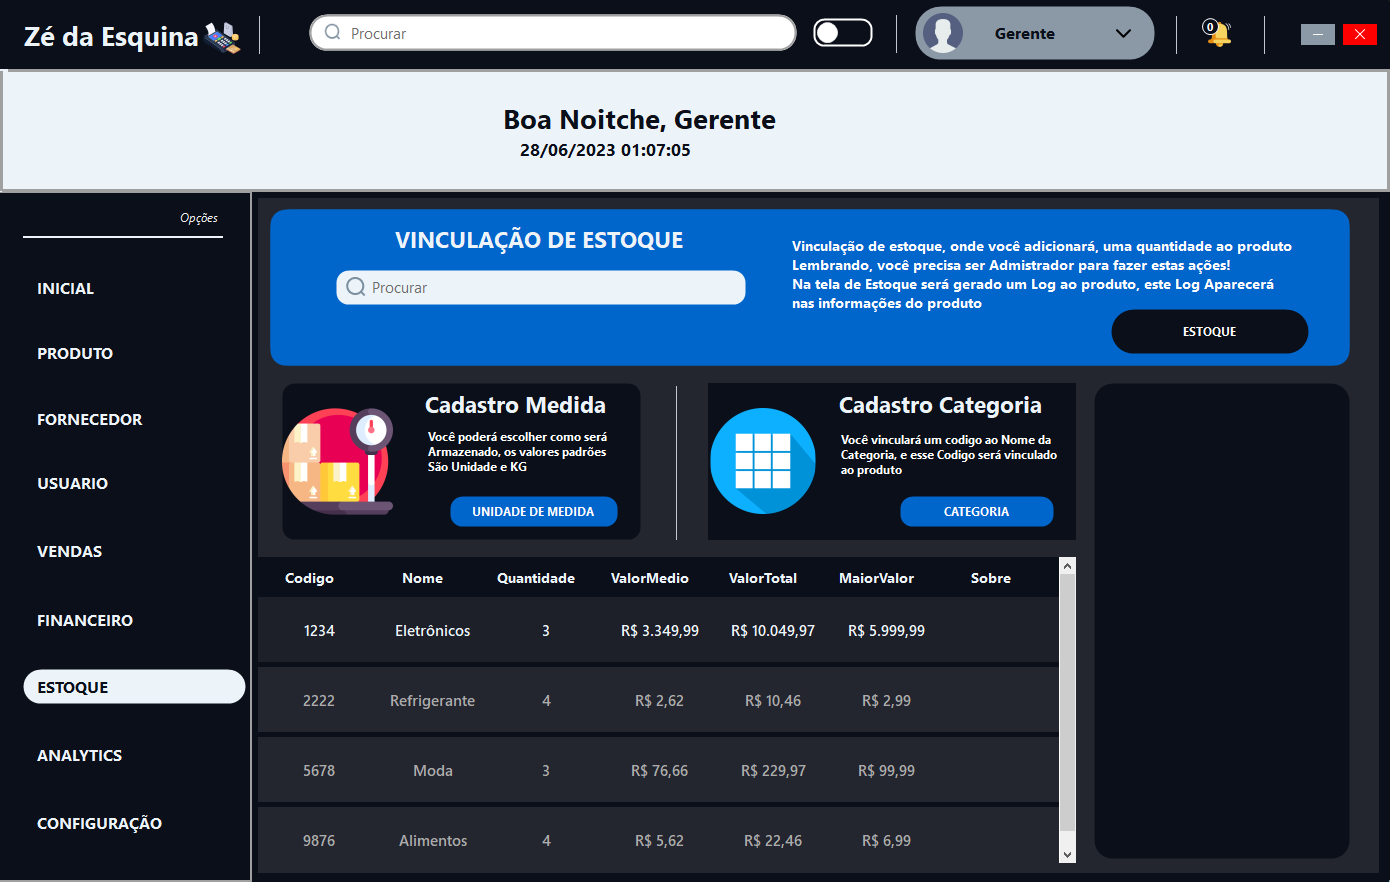 Zé da Esquina
Procurar
Gerente
0
Boa Noitche, Gerente
28/06/2023 01:07:05
Opções
INICIAL
PRODUTO
FORNECEDOR
USUARIO
VENDAS
FINANCEIRO
ESTOQUE
ANALYTICS
CONFIGURAÇÃO
VINCULAÇÃO DE ESTOQUE
Procurar
Vinculação de estoque, onde você adicionará, uma quantidade ao produto
Lembrando, você precisa ser Admistrador para fazer estas ações!
Na tela de Estoque será gerado um Log ao produto, este Log Aparecerá
nas informações do produto
ESTOQUE
Cadastro Medida
Você poderá escolher como será
Armazenado, os valores padrões
São Unidade e KG
UNIDADE DE MEDIDA
Cadastro Categoria
Você vinculará um codigo ao Nome da
Categoria, e esse Codigo será vinculado
ao produto
CATEGORIA
Codigo Nome Quantidade ValorMedio ValorTotal MaiorValor Sobre
1234 Eletrônicos 3 R$ 3.349,99 R$ 10.049,97 R$ 5.999,99
2222 Refrigerante 4 R$ 2,62 R$ 10,46 R$ 2,99
5678 Moda 3 R$ 76,66 R$ 229,97 R$ 99,99
9876 Alimentos 4 R$ 5,62 R$ 22,46 R$ 6,99